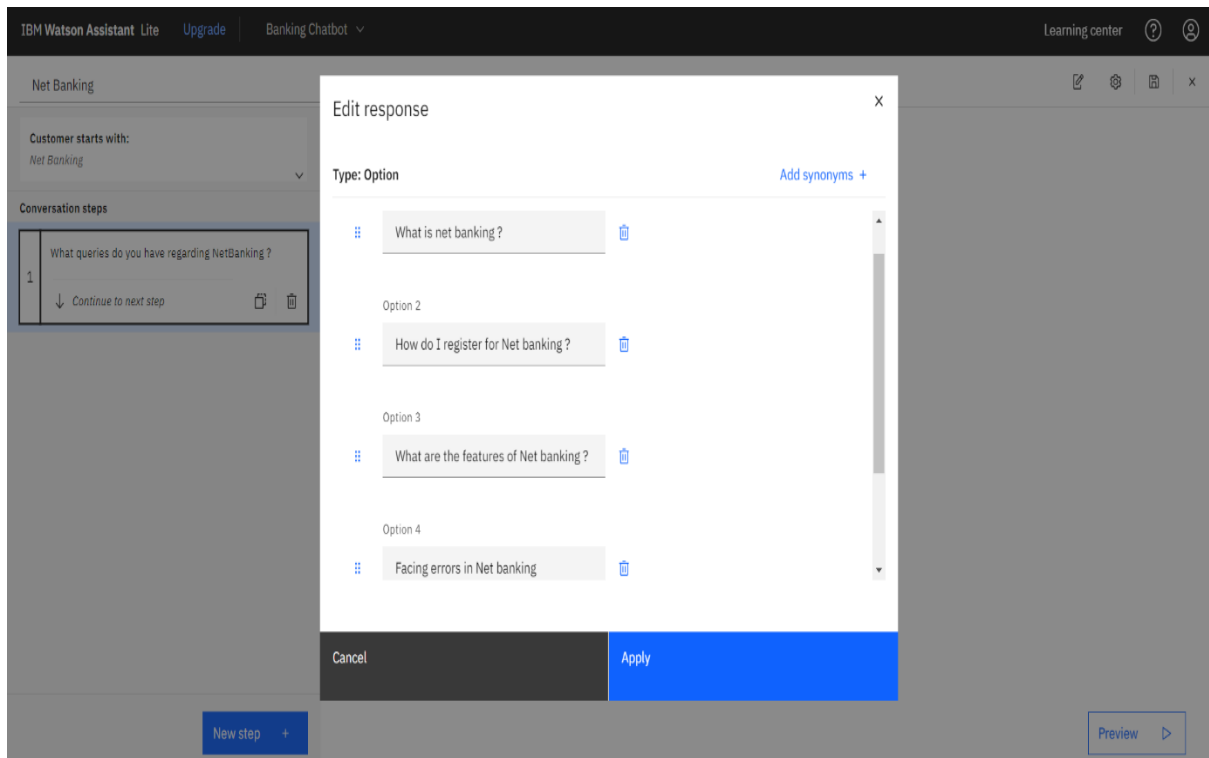 IBM Watson Assistant Lite Upgrade Banking Chatbot Learning center
Net Banking
Customer starts with:
Net Banking
Conversation steps
1
What queries do you have regarding NetBanking ?
Continue to next step
New step +
Edit response
Type: Option
Add synonyms +
What is net banking ?
Option 2
How do I register for Net banking ?
Option 3
What are the features of Net banking ?
Option 4
Facing errors in Net banking
Cancel
Apply
Preview